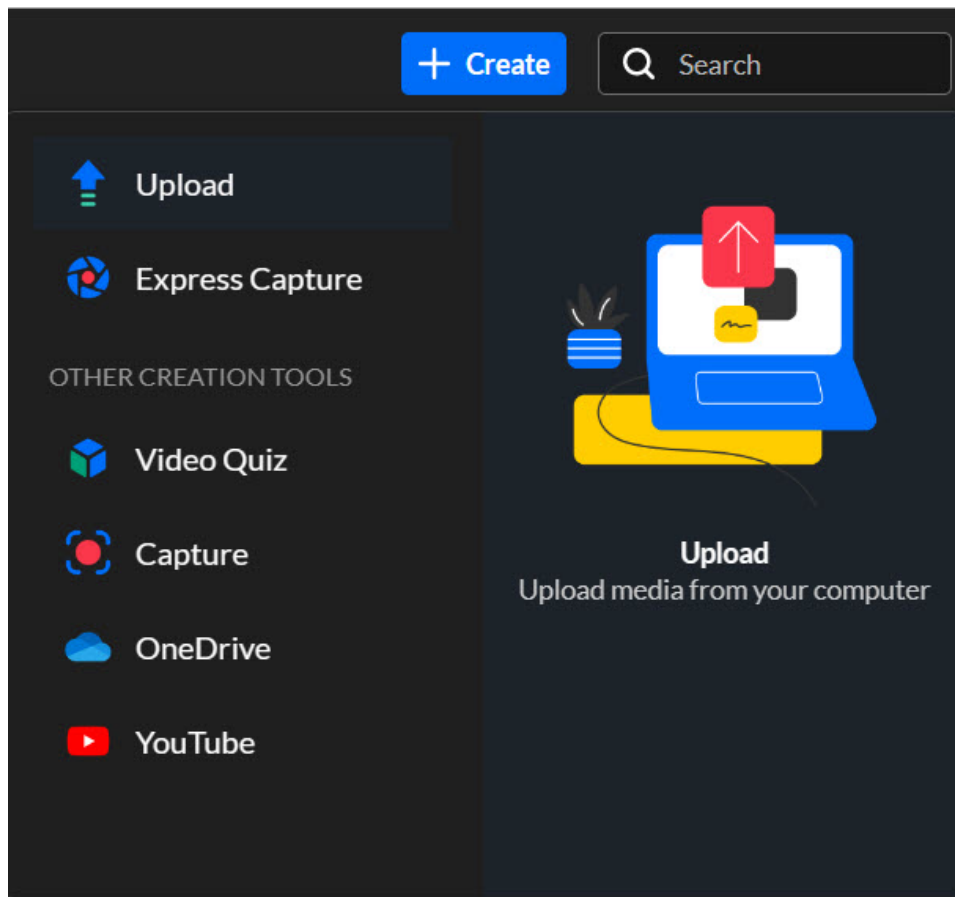 Create
Search
Upload
Express Capture
OTHER CREATION TOOLS
Video Quiz
Capture
OneDrive
YouTube
Upload
Upload media from your computer